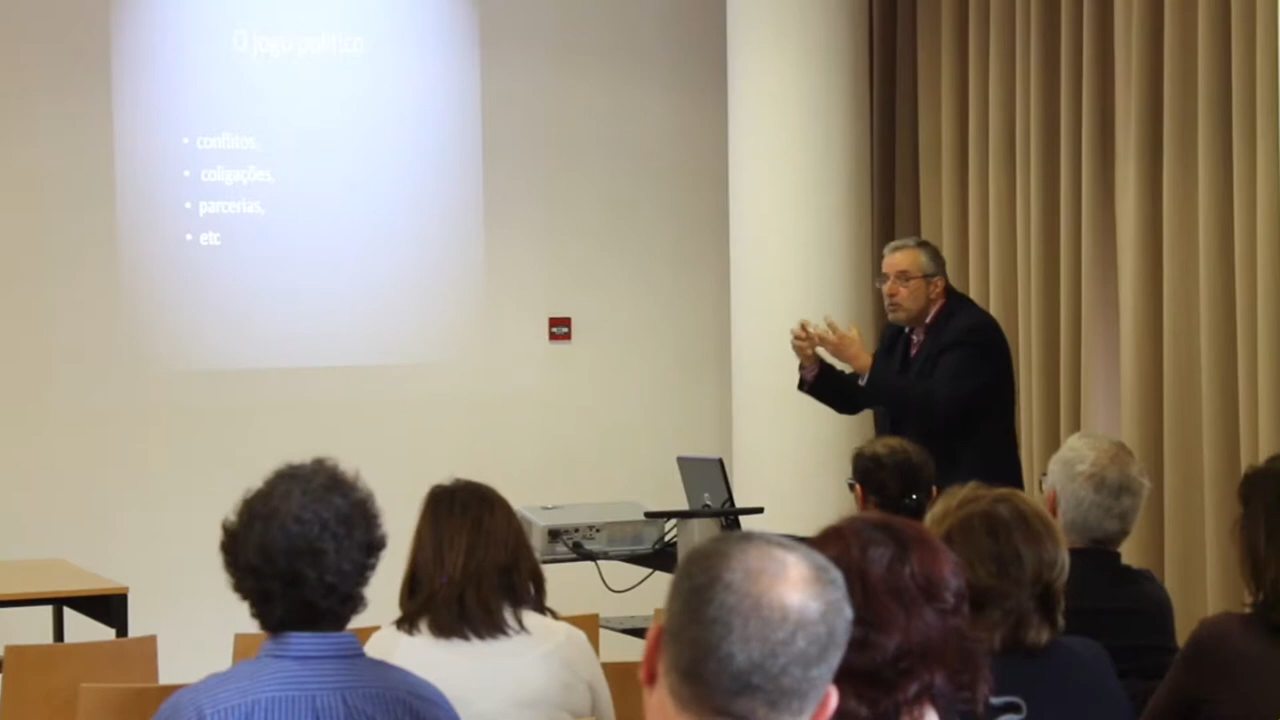 O jogo político
• conflitos,
• coligações,
• parcerias,
• etc